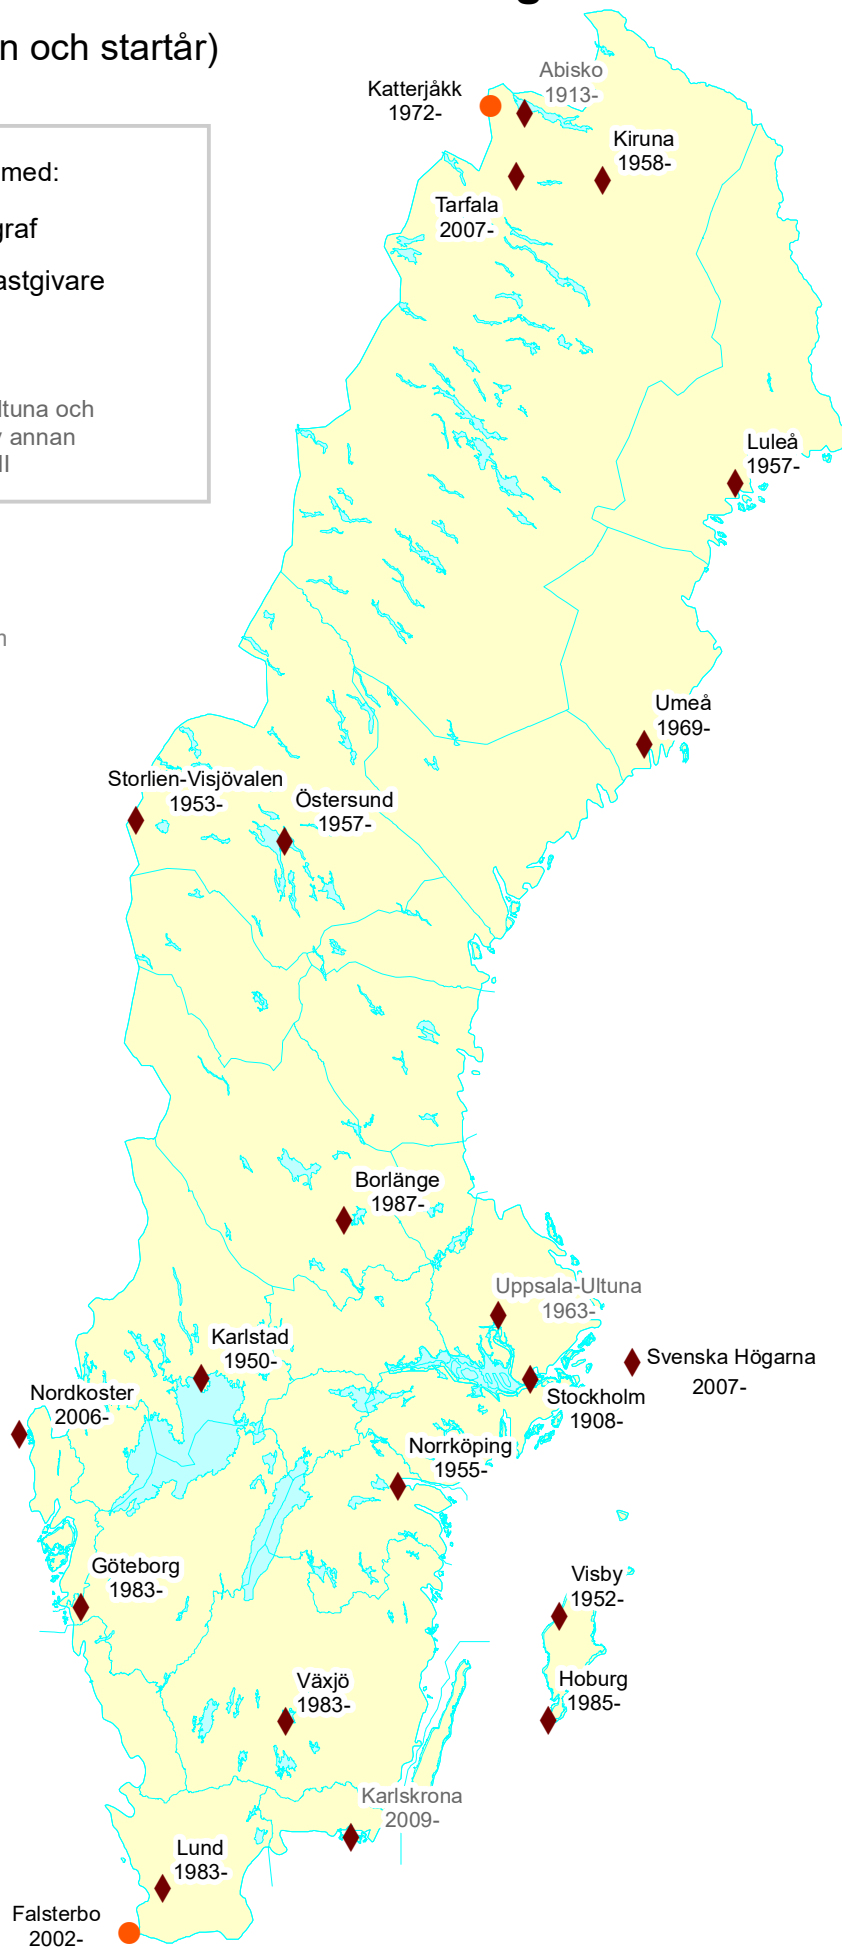 n och startår)
med:
graf
astgivare
ltuna och
annan
ll
Abisko
1913-
Katterjåkk
1972-
Kiruna
1958-
Tarfala
2007-
Luleå
1957-
Umeå
1969-
Storlien-Visjövalen
1953-
Östersund
1957-
Borlänge
1987-
Uppsala-Ultuna
1963-
Karlstad
1950-
Svenska Högarna
2007-
Nordkoster
2006-
Stockholm
1908-
Norrköping
1955-
Göteborg
1983-
Visby
1952-
Växjö
1983-
Hoburg
1985-
Karlskrona
2009-
Lund
1983-
Falsterbo
2002-